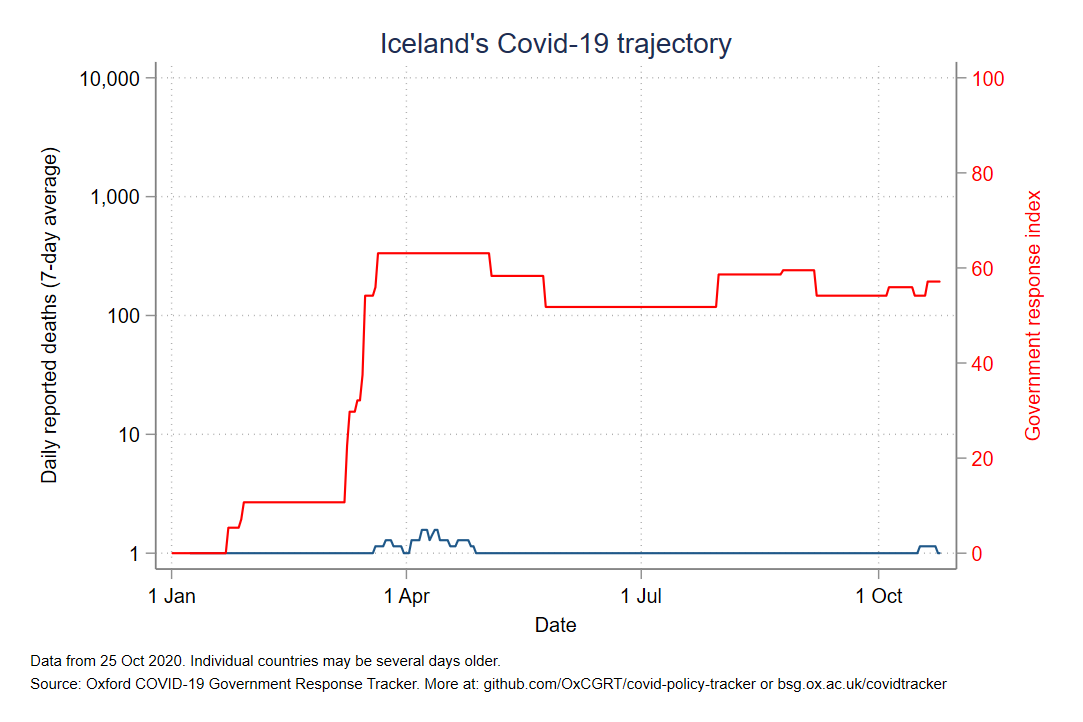 Iceland's Covid-19 trajectory
Daily reported deaths (7-day average)
10,000
1,000
100
10
1
100
80
60
40
20
0
Government response index
1 Jan
1 Apr
1 Jul
1 Oct
Date
Data from 25 Oct 2020. Individual countries may be several days older.
Source: Oxford COVID-19 Government Response Tracker. More at: github.com/OxCGRT/covid-policy-tracker or bsg.ox.ac.uk/covidtracker